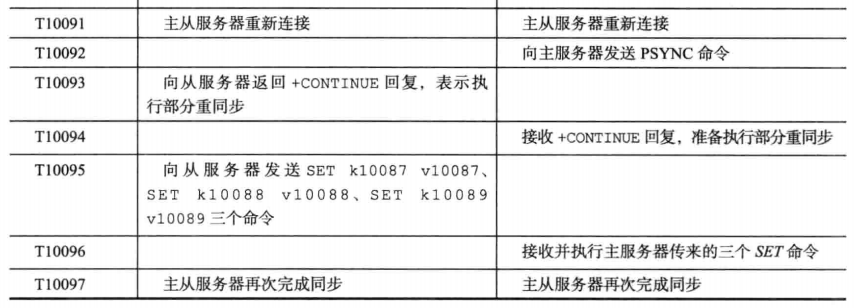 T10091 主从服务器重新连接 主从服务器重新连接
T10092 向主服务器发送 PSYNC 命令
T10093 向从服务器返回 +CONTINUE 回复，表示执
行部分重同步
T10094 接收 +CONTINUE 回复，准备执行部分重同步
T10095 向从服务器发送 SET k10087 v10087、
SET k10088 v10088、SET k10089
v10089 三个命令
T10096 接收并执行主服务器传来的三个 SET 命令
T10097 主从服务器再次完成同步 主从服务器再次完成同步